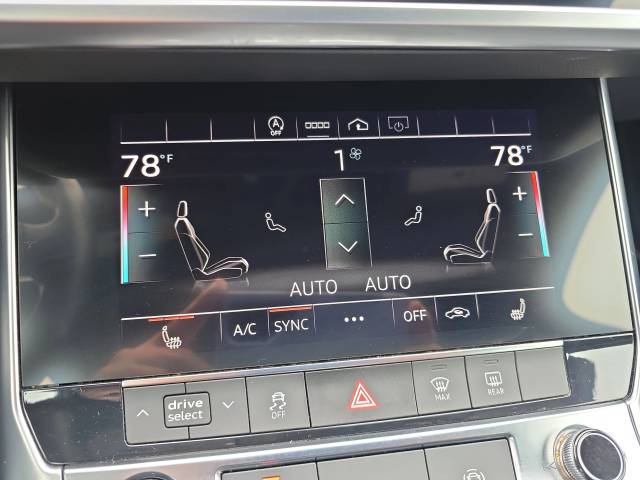 A
OFF
78°F 1 78°F
+ +
− −
AUTO AUTO
A/C SYNC ••• OFF
drive
select
OFF
MAX
REAR